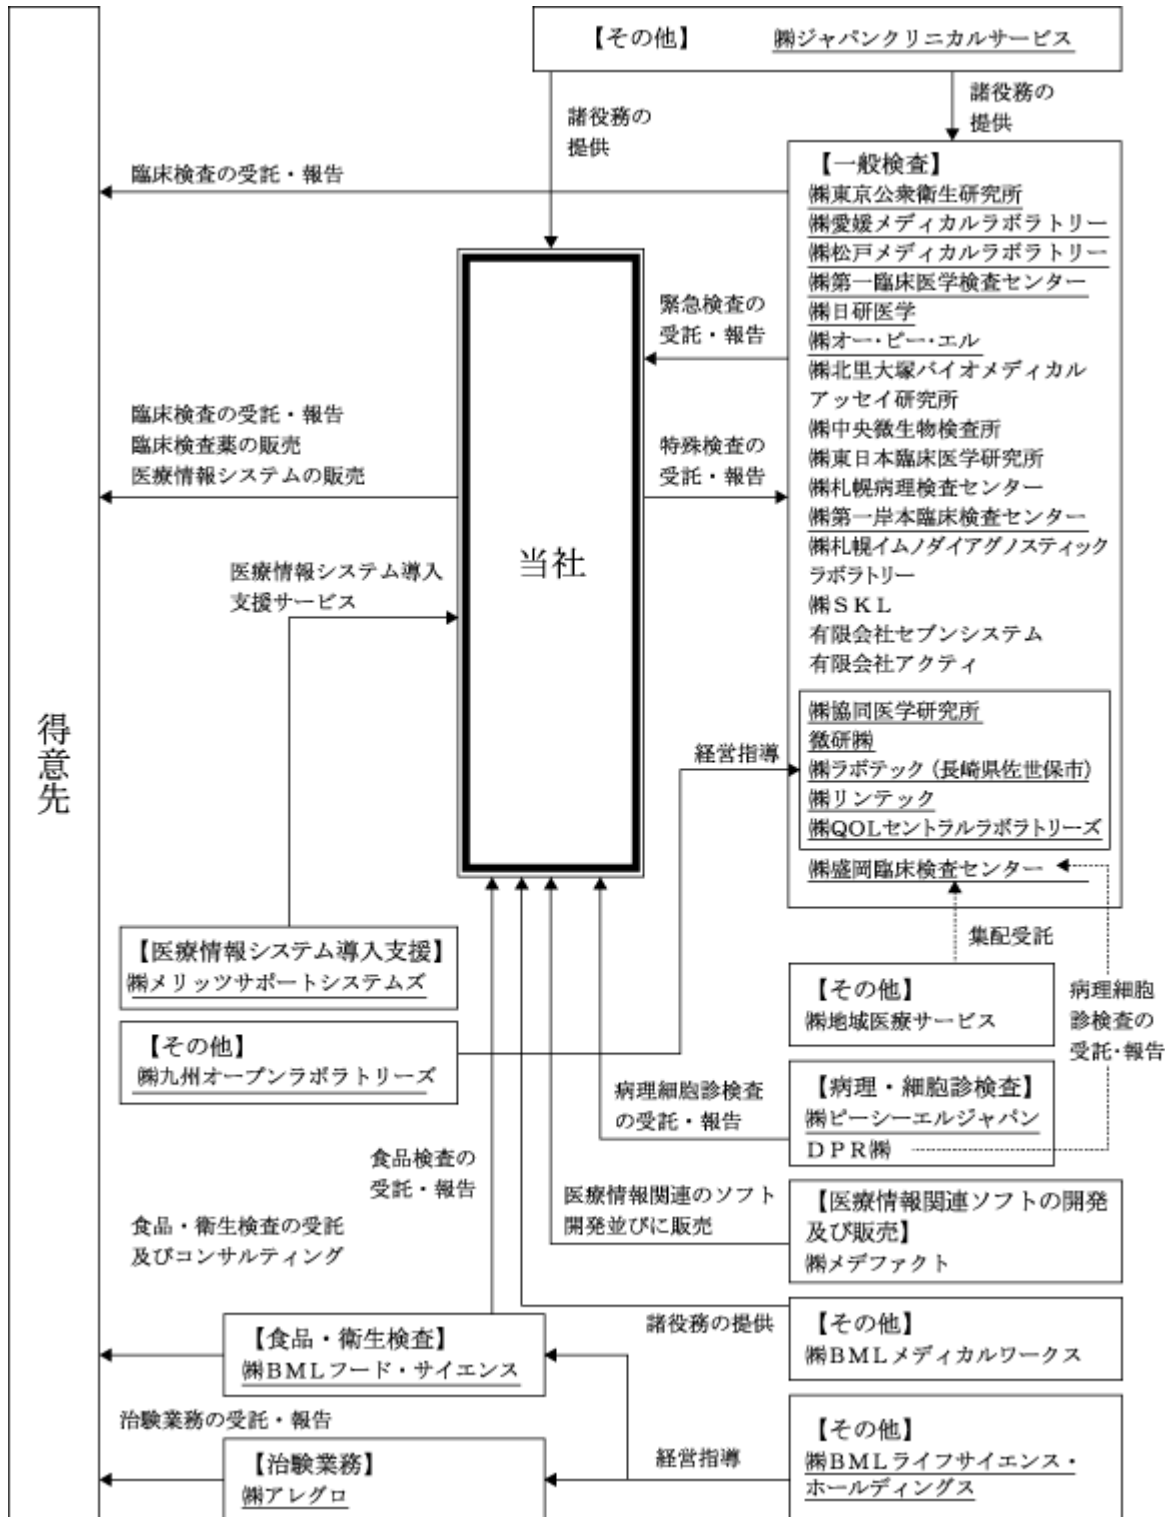 【その他】 ㈱ジャパンクリニカルサービス
諸役務の
提供
諸役務の
提供
臨床検査の受託・報告
【一般検査】
㈱東京公衆衛生研究所
㈱愛媛メディカルラボラトリー
㈱松戸メディカルラボラトリー
㈱第一臨床医学検査センター
㈱日研医学
㈱オー・ピー・エル
㈱北里大塚バイオメディカル
アッセイ研究所
㈱中央微生物検査所
㈱東日本臨床医学研究所
㈱札幌病理検査センター
㈱第一岸本臨床検査センター
㈱札幌イムノダイアグノスティック
ラボラトリー
㈱ＳＫＬ
有限会社セブンシステム
有限会社アクティ
㈱協同医学研究所
微研㈱
㈱ラボテック（長崎県佐世保市）
㈱リンテック
㈱QOLセントラルラボラトリーズ
㈱盛岡臨床検査センター
緊急検査の
受託・報告
特殊検査の
受託・報告
臨床検査の受託・報告
臨床検査薬の販売
医療情報システムの販売
当社
医療情報システム導入
支援サービス
得意先
経営指導
集配受託
【医療情報システム導入支援】
㈱メリッツサポートシステムズ
【その他】
㈱九州オープンラボラトリーズ
【その他】
㈱地域医療サービス
病理細胞
診検査の
受託・報告
病理細胞診検査
の受託・報告
【病理・細胞診検査】
㈱ピーシーエルジャパン
ＤＰＲ㈱
食品検査の
受託・報告
医療情報関連のソフト
開発並びに販売
【医療情報関連ソフトの開発
及び販売】
㈱メデファクト
食品・衛生検査の受託
及びコンサルティング
諸役務の提供
【その他】
㈱ＢＭＬメディカルワークス
【食品・衛生検査】
㈱ＢＭＬフード・サイエンス
治験業務の受託・報告
【治験業務】
㈱アレグロ
経営指導
【その他】
㈱ＢＭＬライフサイエンス・
ホールディングス